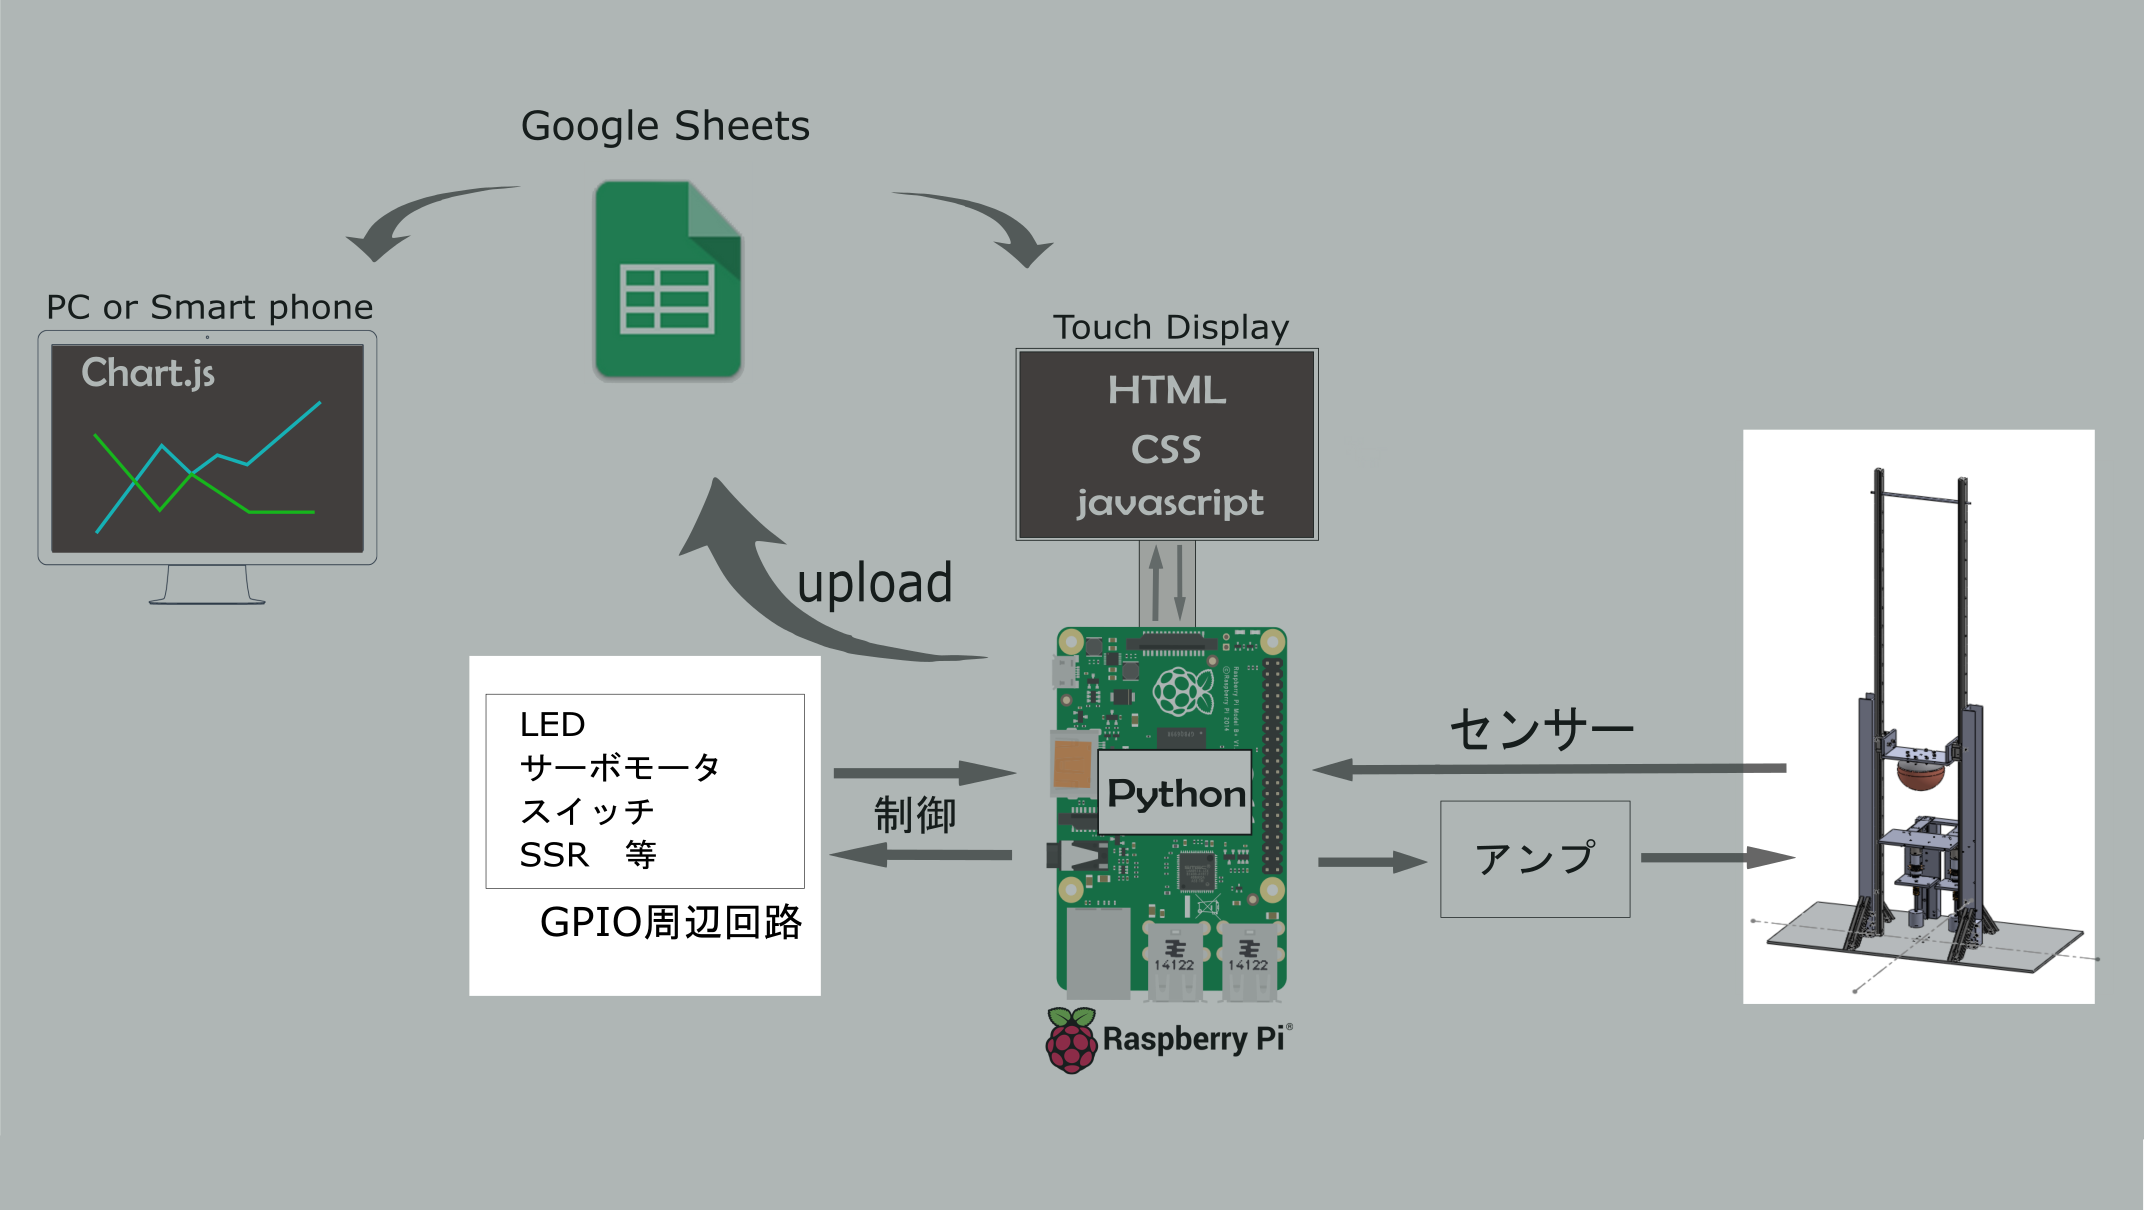 Google Sheets
PC or Smart phone
Chart.js
Touch Display
HTML
CSS
javascript
upload
LED
サーボモータ
スイッチ
SSR　等
GPIO周辺回路
制御
Python
センサー
アンプ
14122
14122
Raspberry Pi®